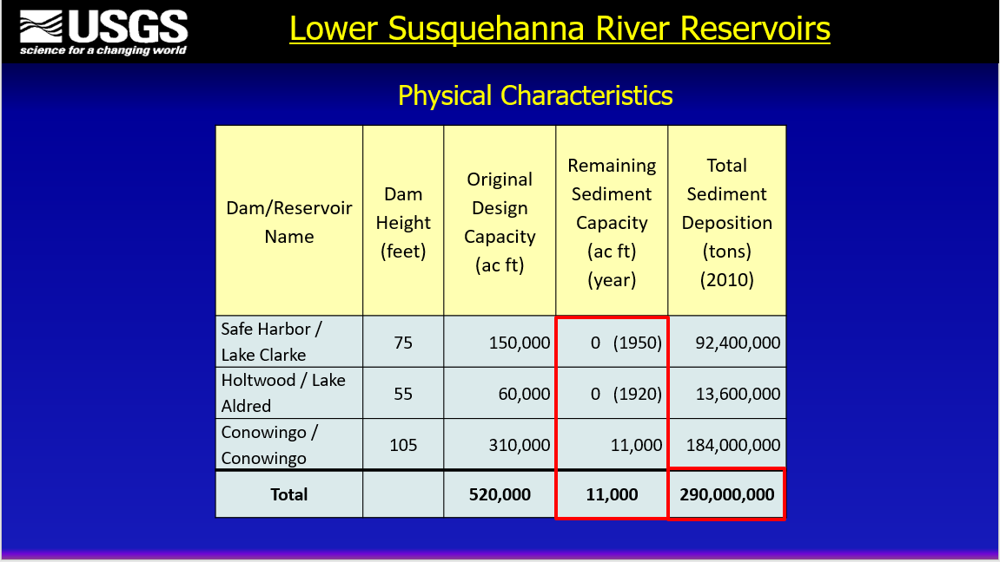 USGS
science for a changing world
Lower Susquehanna River Reservoirs
Physical Characteristics
Dam/Reservoir
Name
Dam
Height
(feet)
Original
Design
Capacity
(ac ft)
Remaining
Sediment
Capacity
(ac ft)
(year)
Total
Sediment
Deposition
(tons)
(2010)
Safe Harbor /
Lake Clarke
75
150,000
0 (1950)
92,400,000
Holtwood / Lake
Aldred
55
60,000
0 (1920)
13,600,000
Conowingo /
Conowingo
105
310,000
11,000
184,000,000
Total
520,000
11,000
290,000,000